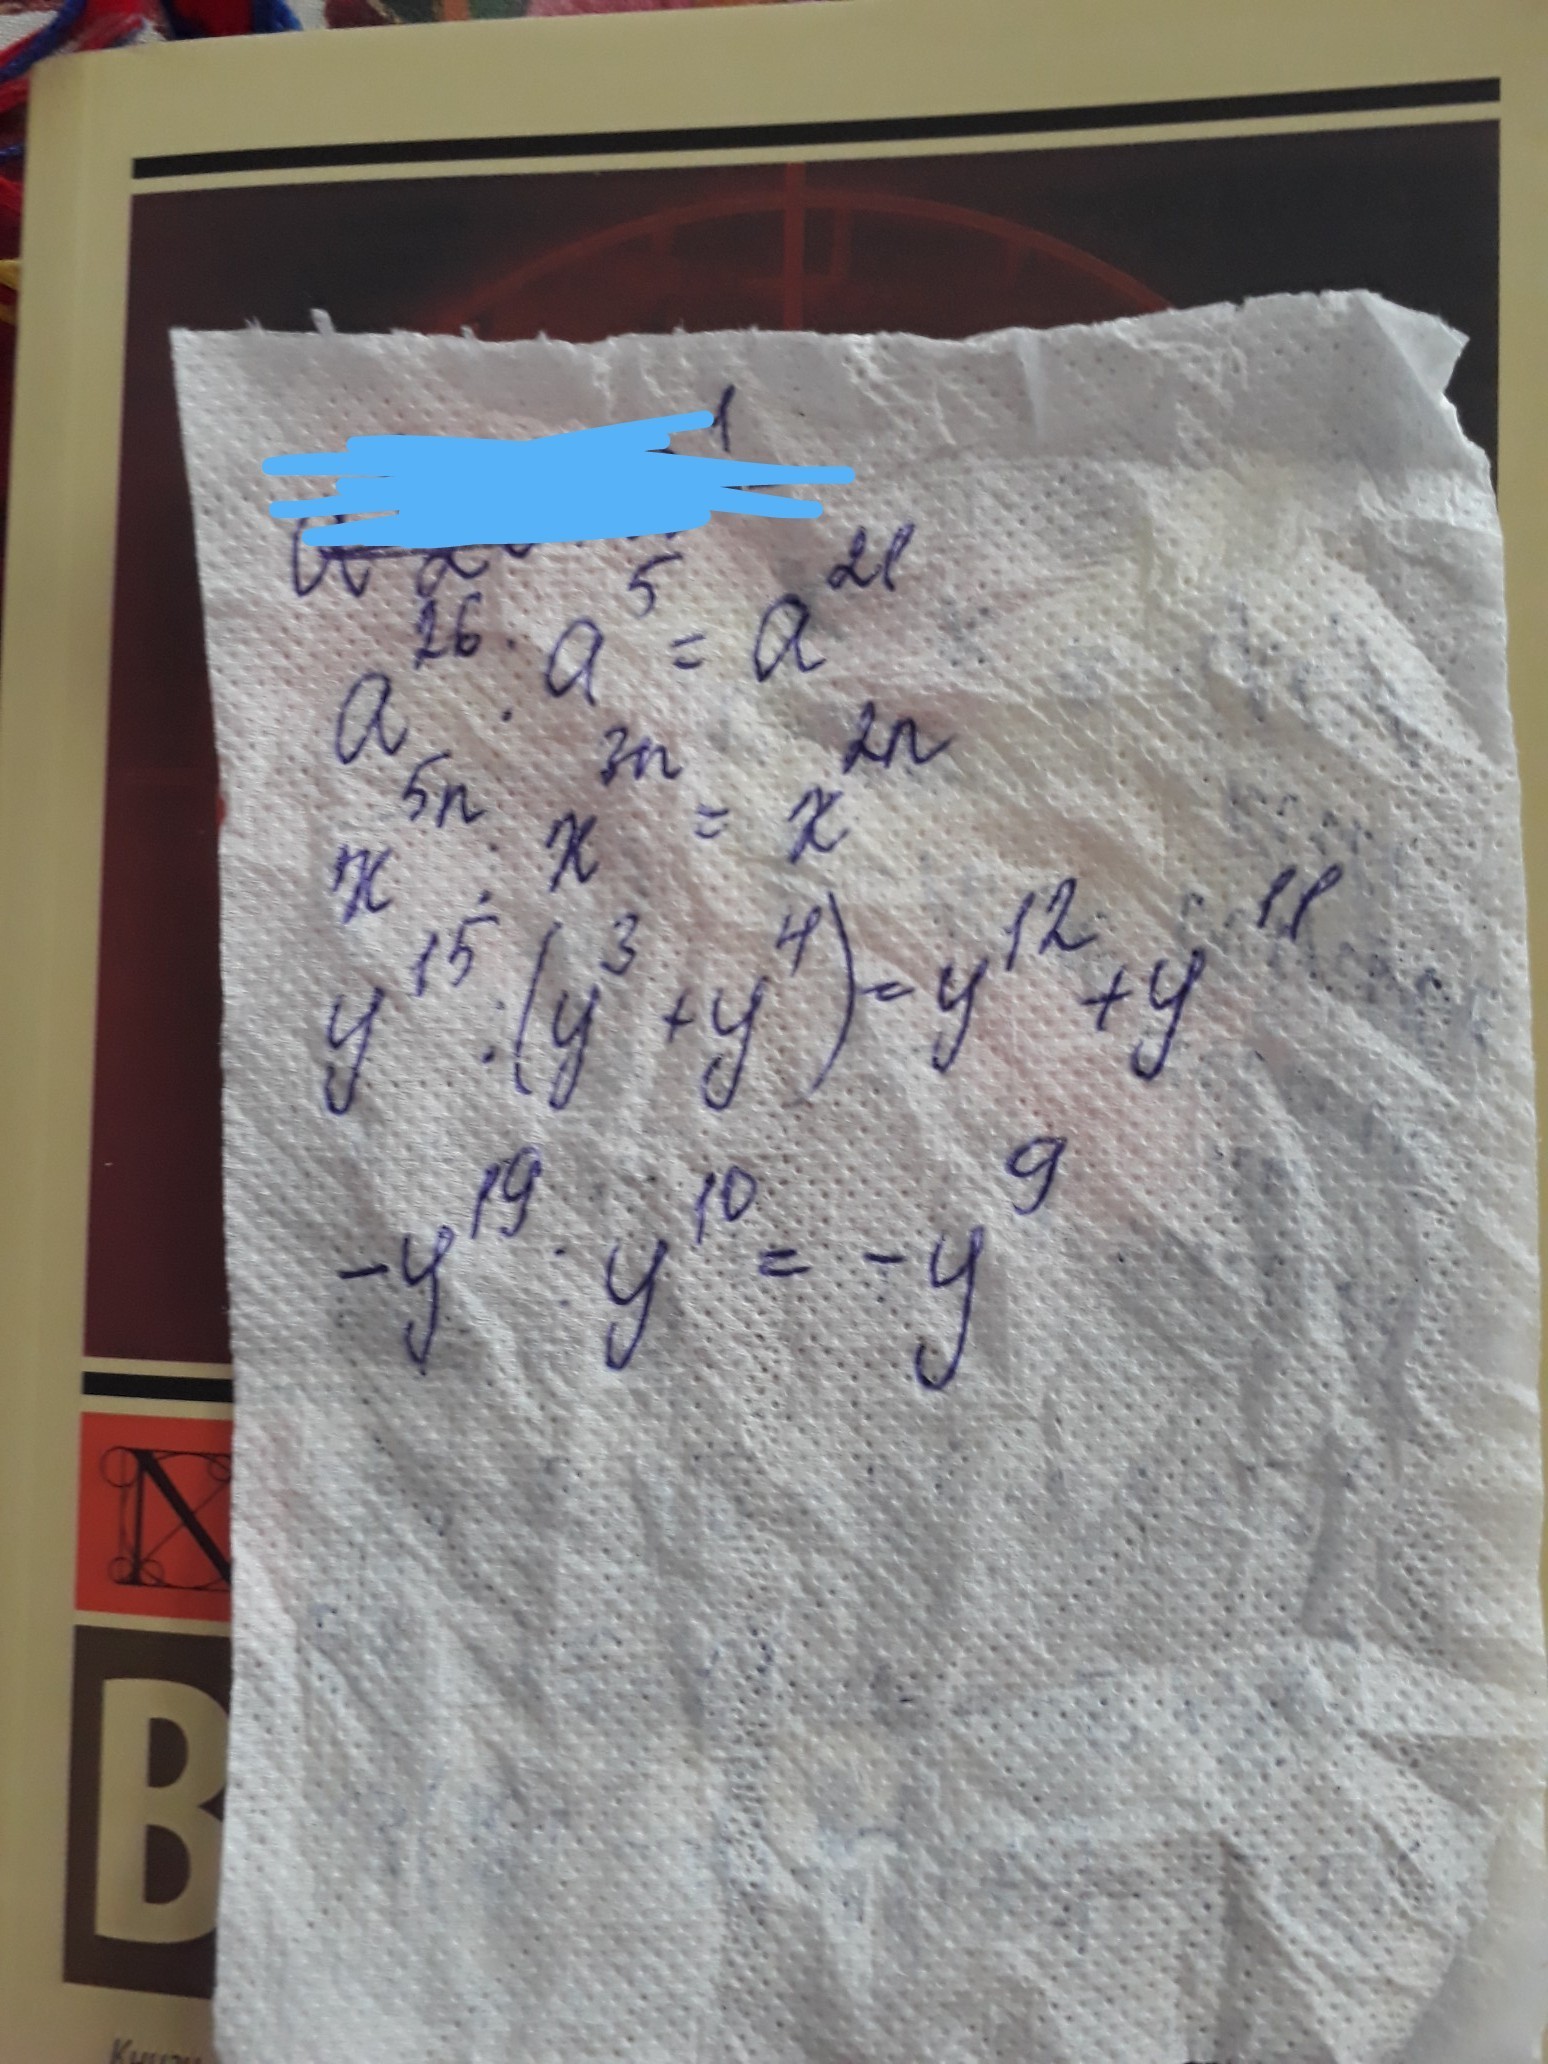 a²⁶ : a⁵ = a²¹
x⁵ⁿ : x³ⁿ = x²ⁿ
y¹⁵ : (y³ + y⁴) = y¹² + y¹¹
-y¹⁹ : y¹⁰ = -y⁹
N
B